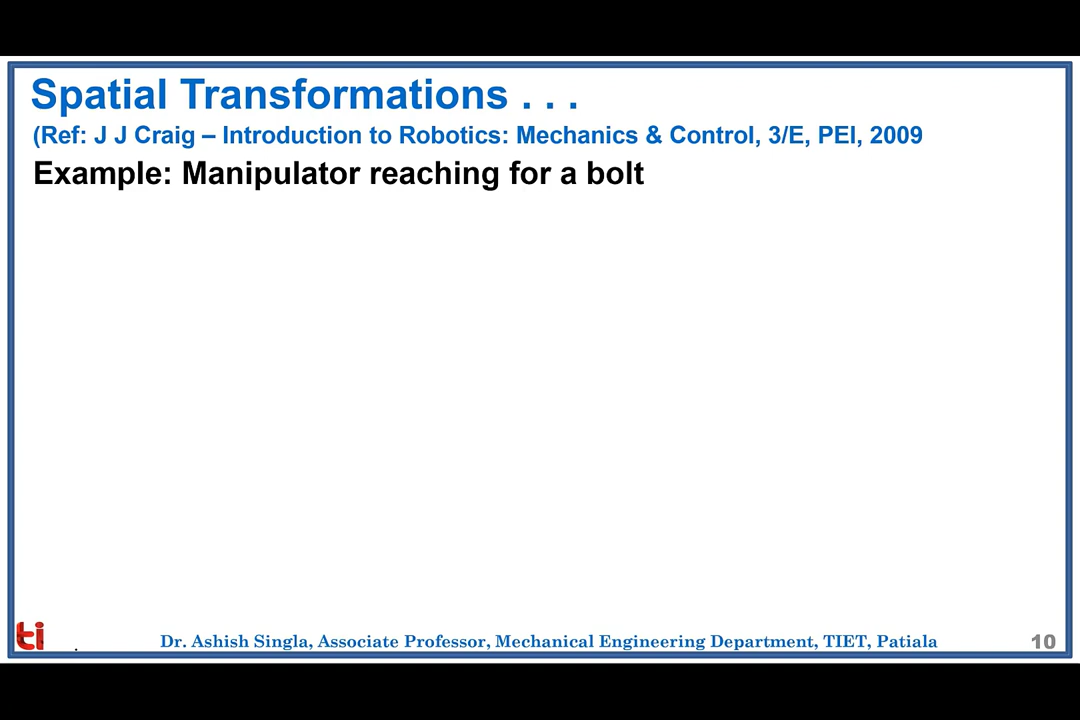 Spatial Transformations . . .
(Ref: J J Craig – Introduction to Robotics: Mechanics & Control, 3/E, PEI, 2009
Example: Manipulator reaching for a bolt
ti
Dr. Ashish Singla, Associate Professor, Mechanical Engineering Department, TIET, Patiala
10